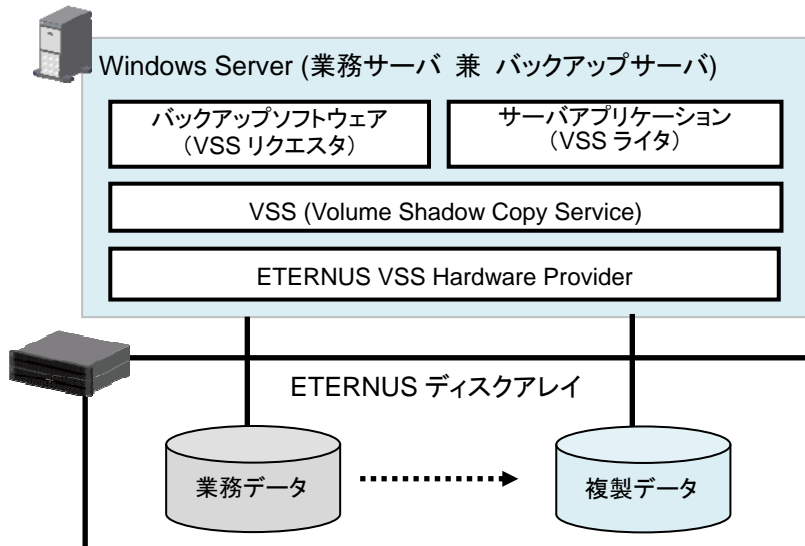 Windows Server (業務サーバ 兼 バックアップサーバ)
バックアップソフトウェア
（VSS リクエスタ）
サーバアプリケーション
（VSS ライタ）
VSS (Volume Shadow Copy Service)
ETERNUS VSS Hardware Provider
ETERNUS ディスクアレイ
業務データ
複製データ